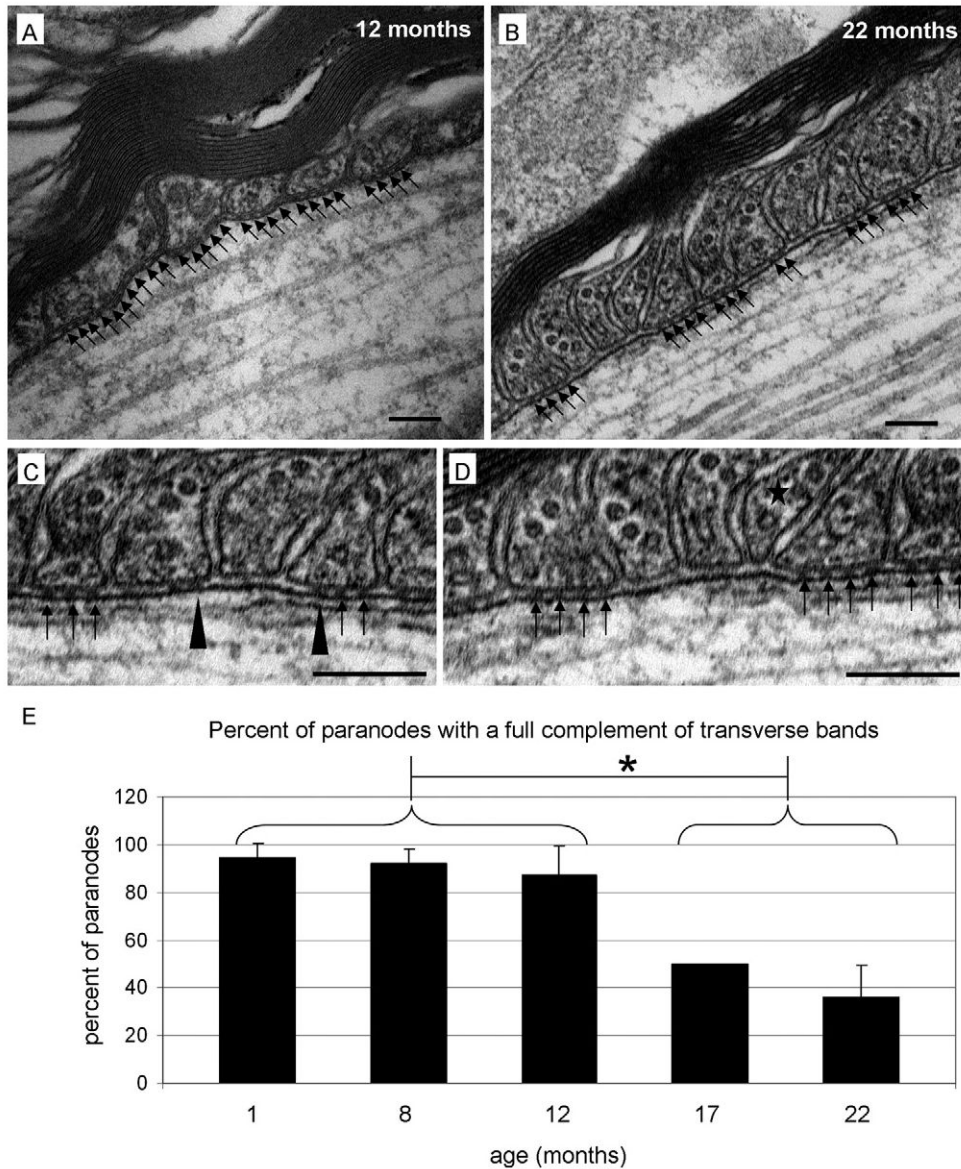 A
12 months
B
22 months
C
D
E
Percent of paranodes with a full complement of transverse bands
*
120
100
80
60
40
20
0
percent of paranodes
1 8 12 17 22
age (months)